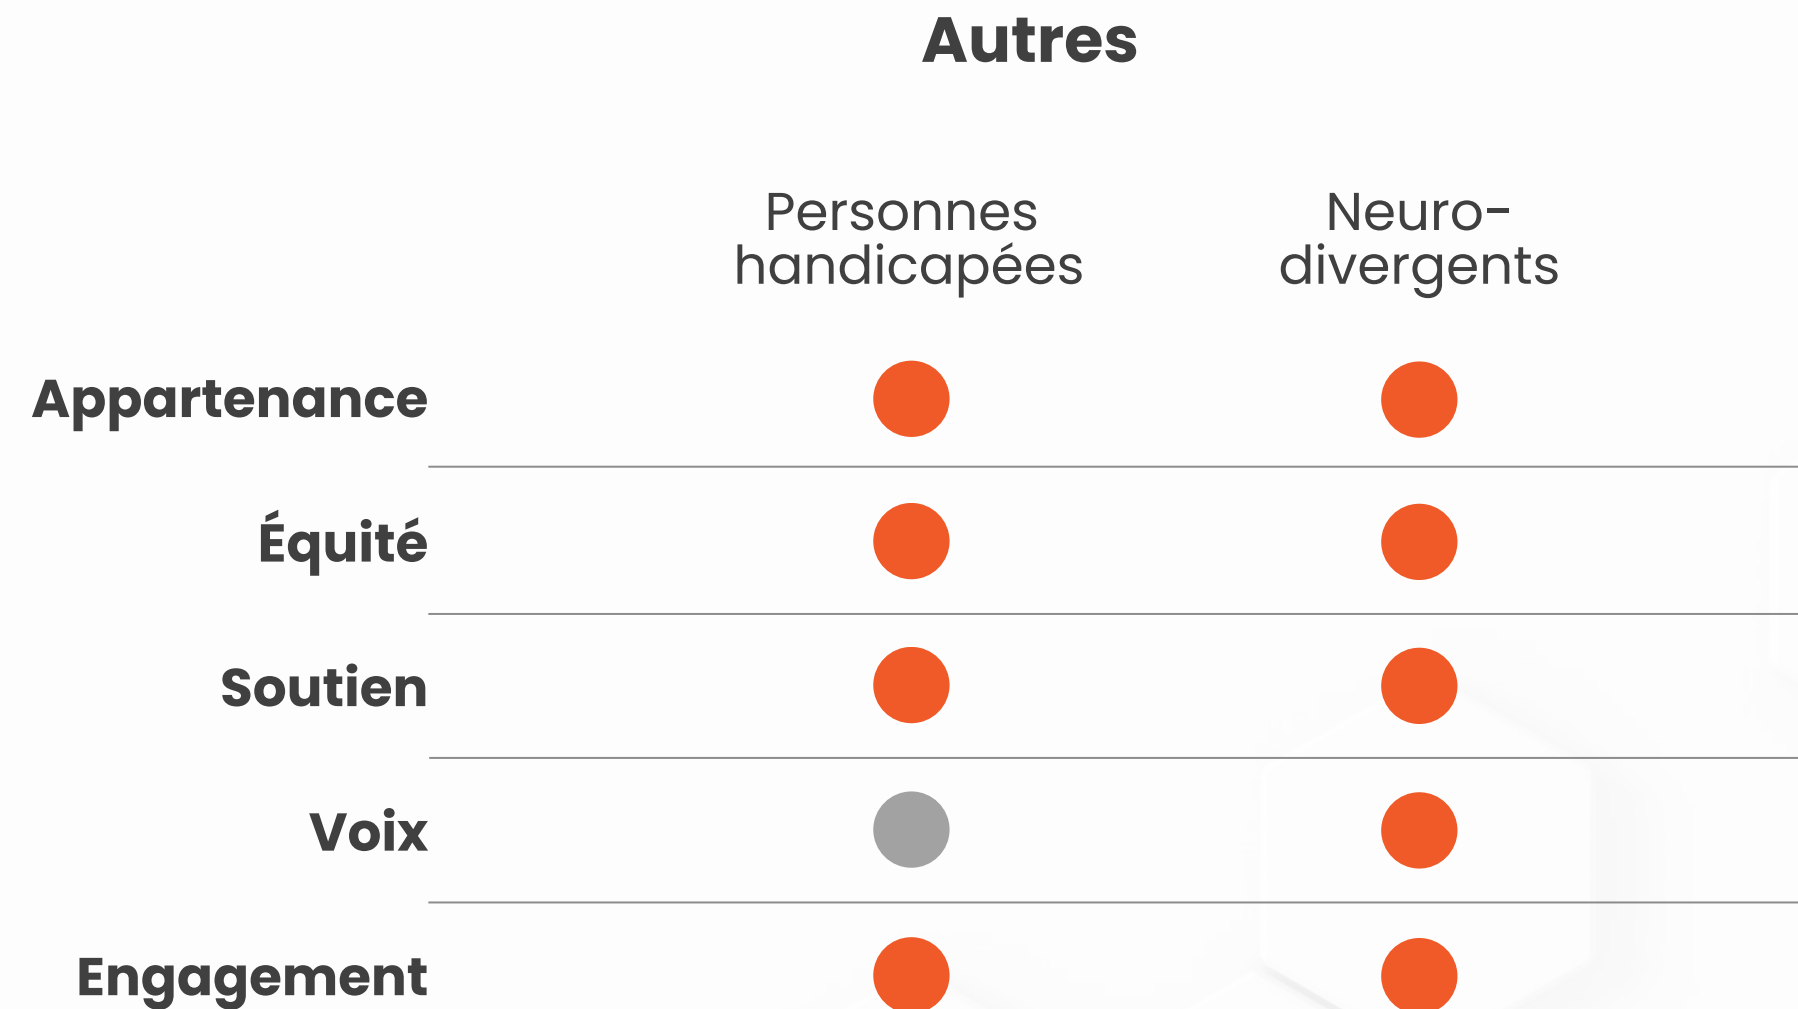 Autres
Personnes
handicapées
Neuro-
divergents
Appartenance
Équité
Soutien
Voix
Engagement